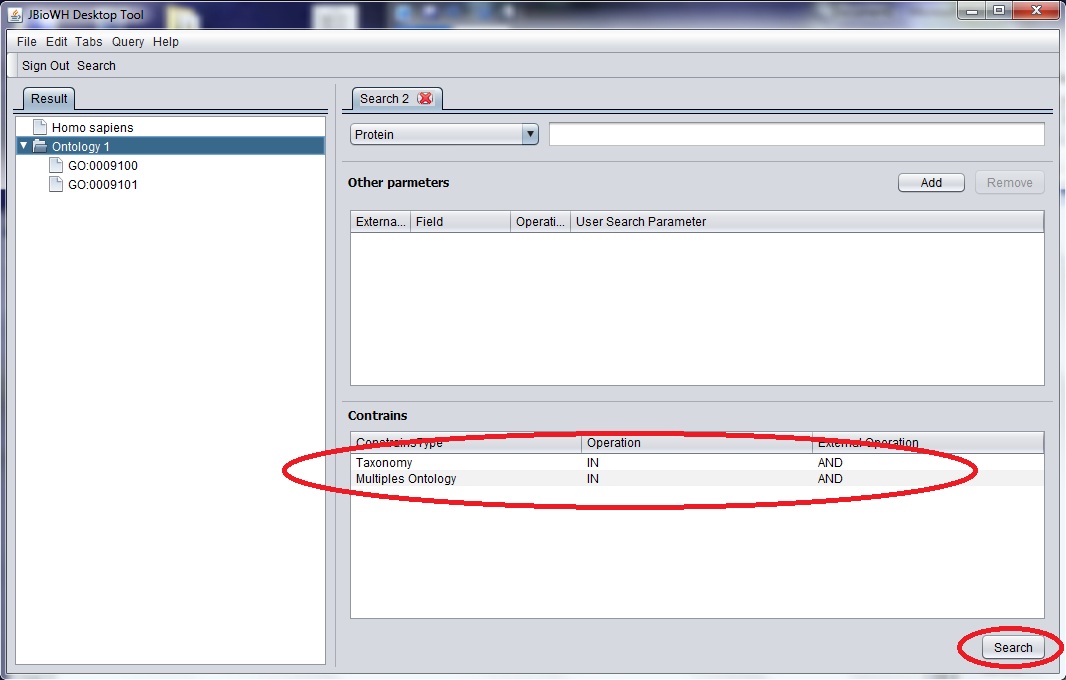 JBioWH Desktop Tool
File Edit Tabs Query Help
Sign Out Search
Result
Homo sapiens
Ontology 1
GO:0009100
GO:0009101
Search 2
Protein
Other parmeters
Add Remove
Externa... Field Operati... User Search Parameter
Contrains
ConstrainsType Operation External Operation
Taxonomy IN AND
Multiples Ontology IN AND
Search